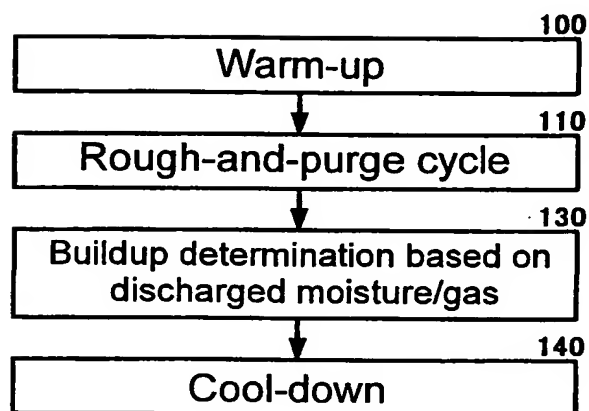 100
Warm-up
110
Rough-and-purge cycle
130
Buildup determination based on
discharged moisture/gas
140
Cool-down